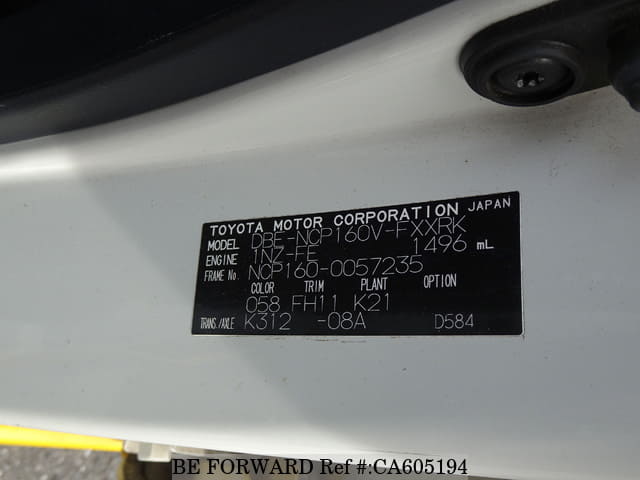 TOYOTA MOTOR CORPORATION JAPAN
MODEL DBE-NCP160V-FXXRK
ENGINE 1NZ-FE 1496 mL
FRAME No. NCP160-0057235
COLOR TRIM PLANT OPTION
058 FH11 K21
TRANS./AXLE K312 -08A D584
BE FORWARD Ref #:CA605194